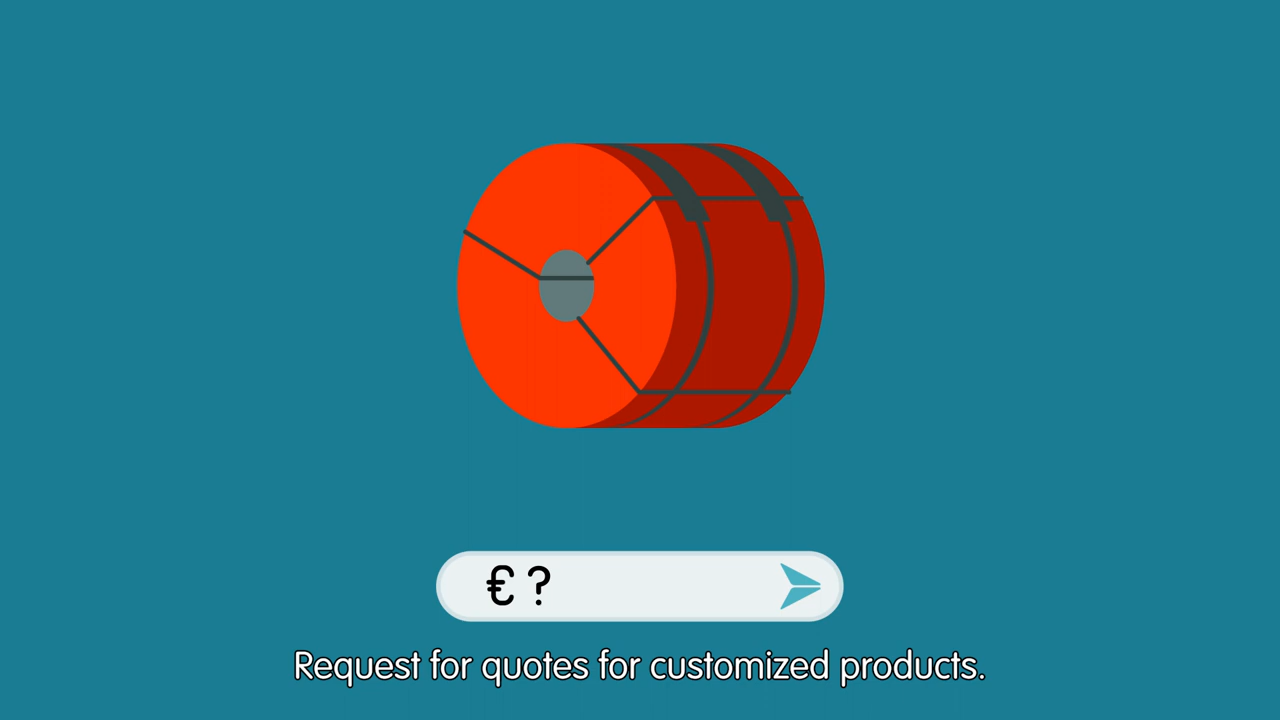 € ?
Request for quotes for customized products.